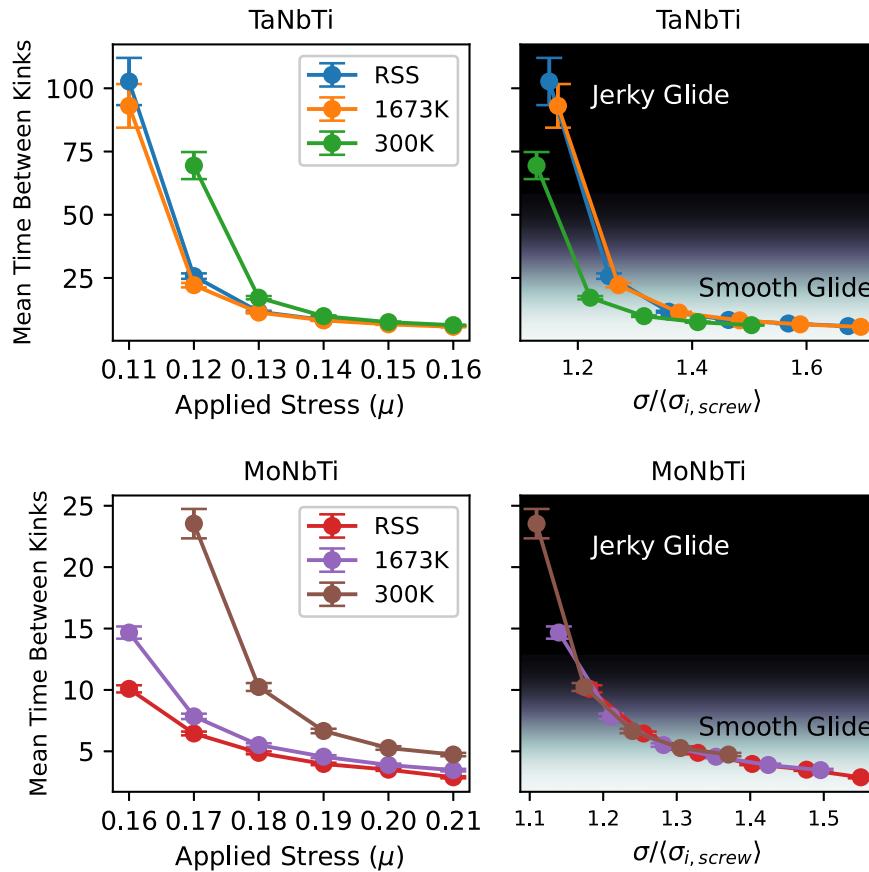 TaNbTi
Mean Time Between Kinks
100
75
50
25
RSS
1673K
300K
0.11 0.12 0.13 0.14 0.15 0.16
Applied Stress (μ)
TaNbTi
Jerky Glide
Smooth Glide
1.2 1.4 1.6
σ/⟨σi, screw⟩
MoNbTi
Mean Time Between Kinks
25
20
15
10
5
RSS
1673K
300K
0.16 0.17 0.18 0.19 0.20 0.21
Applied Stress (μ)
MoNbTi
Jerky Glide
Smooth Glide
1.1 1.2 1.3 1.4 1.5
σ/⟨σi, screw⟩